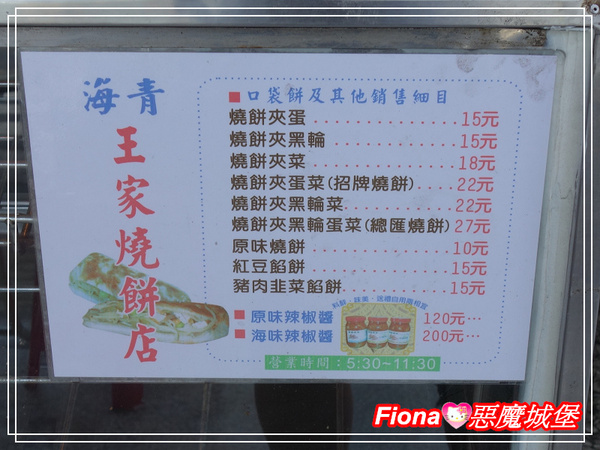 海青
王家燒餅店
■口袋餅及其他銷售細目
燒餅夾蛋...............15元
燒餅夾黑輪............15元
燒餅夾菜...............18元
燒餅夾蛋菜(招牌燒餅)....22元
燒餅夾黑輪菜..........22元
燒餅夾黑輪蛋菜(總匯燒餅)27元
原味燒餅...............10元
紅豆餡餅..............15元
豬肉韭菜餡餅..........15元
■原味辣椒醬 120元…
■海味辣椒醬 200元…
營業時間:5:30~11:30
Fiona惡魔城堡